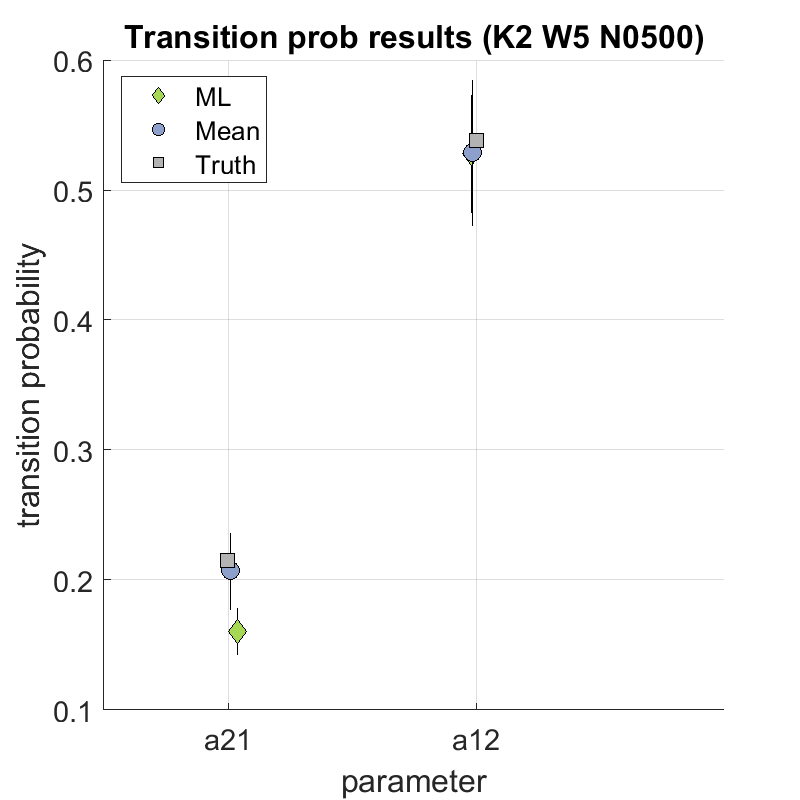 Transition prob results (K2 W5 N0500)
ML
Mean
Truth
0.6
0.5
0.4
0.3
0.2
0.1
transition probability
a21
a12
parameter